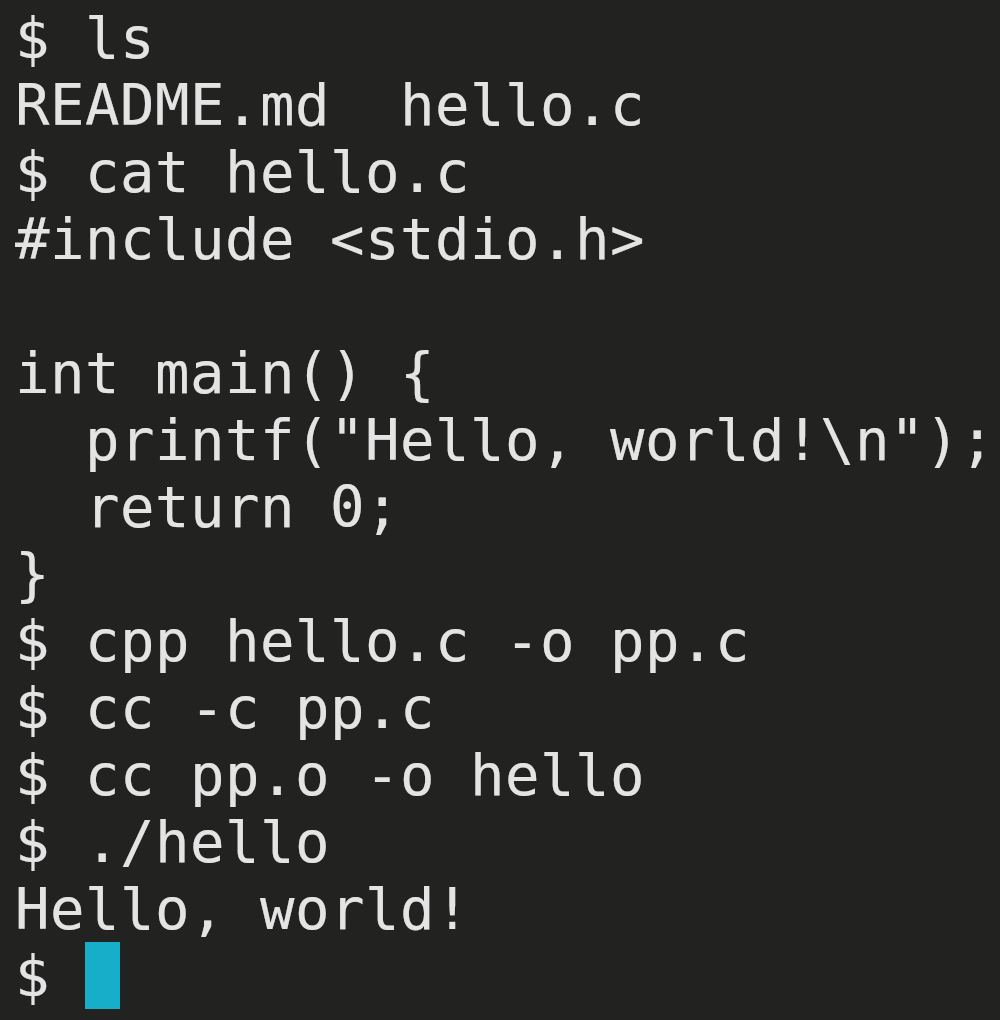 $ ls
README.md  hello.c
$ cat hello.c
#include <stdio.h>

int main() {
  printf("Hello, world!\n");
  return 0;
}
$ cpp hello.c -o pp.c
$ cc -c pp.c
$ cc pp.o -o hello
$ ./hello
Hello, world!
$